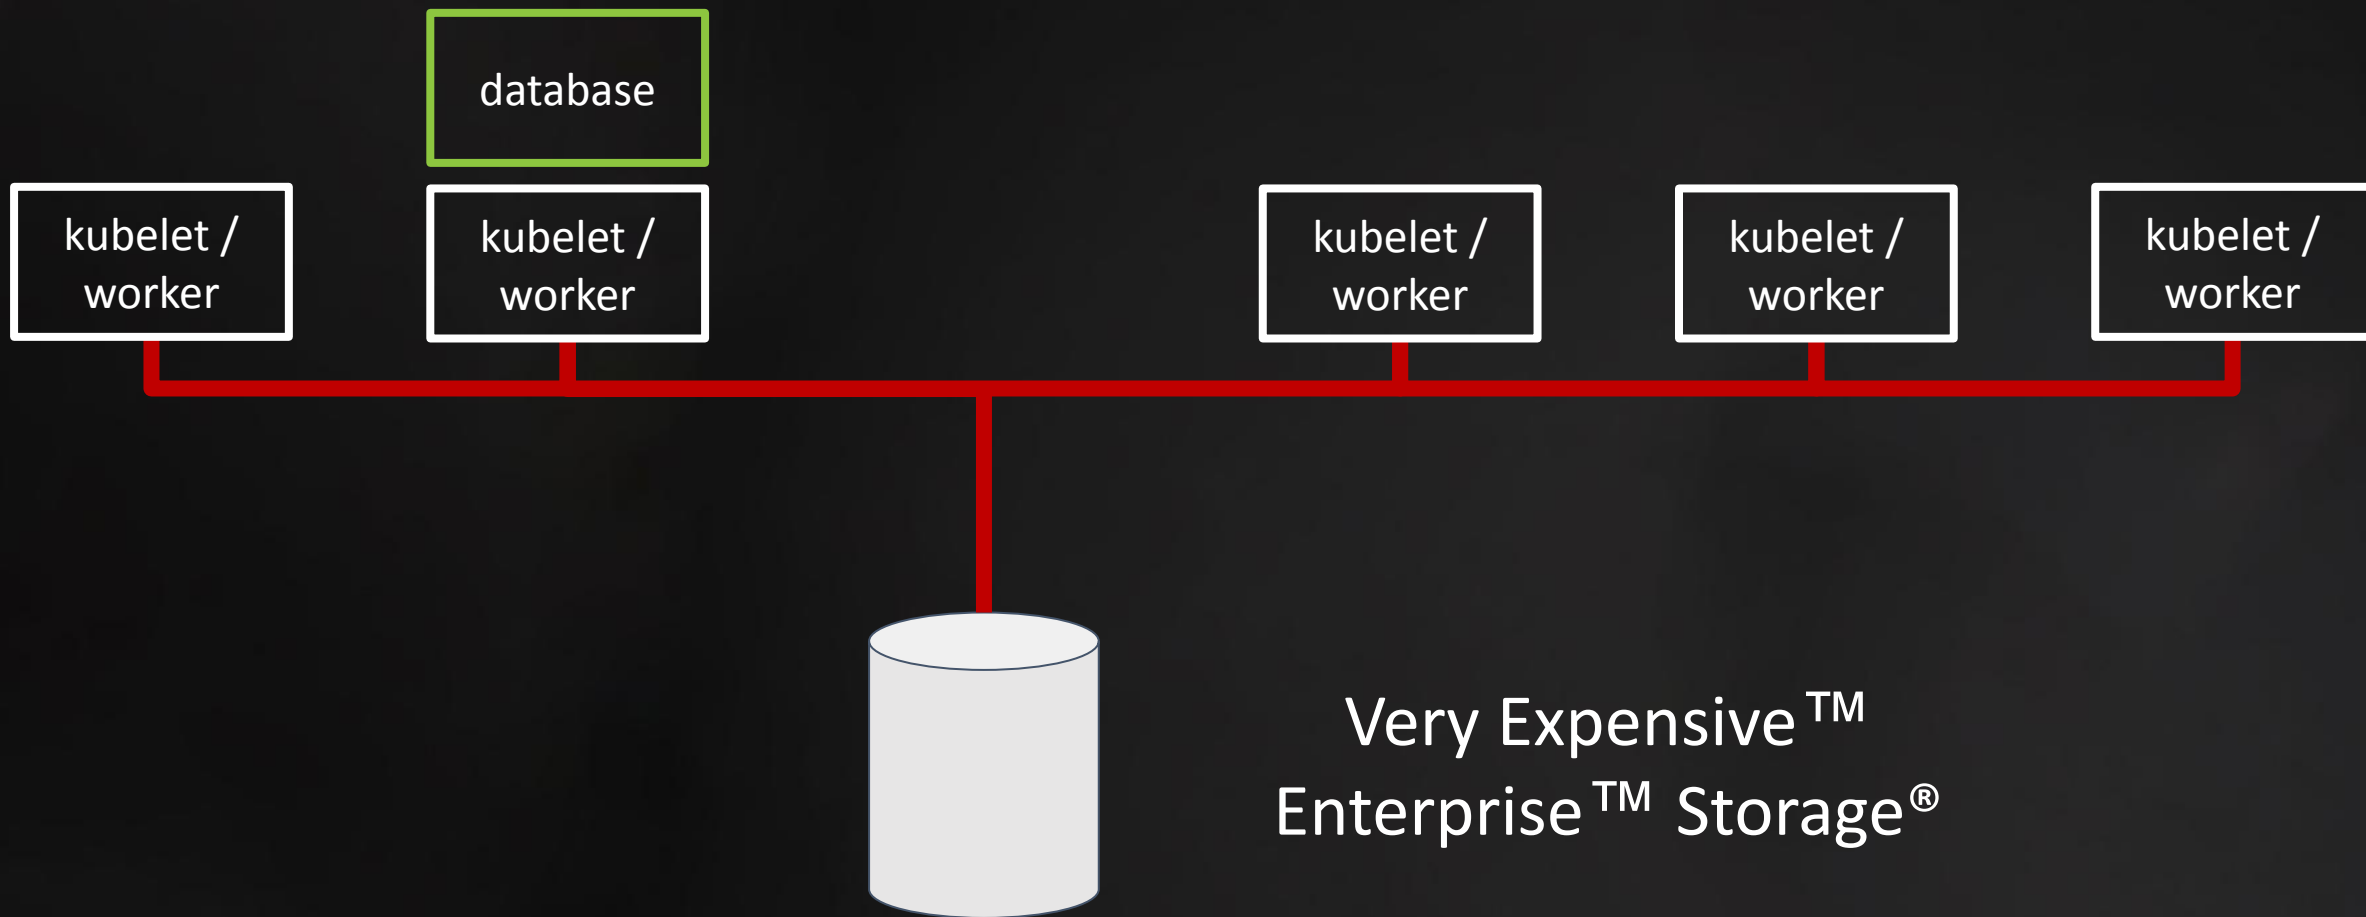 database
kubelet /
worker
kubelet /
worker
kubelet /
worker
kubelet /
worker
kubelet /
worker
Very Expensive™
Enterprise™ Storage®